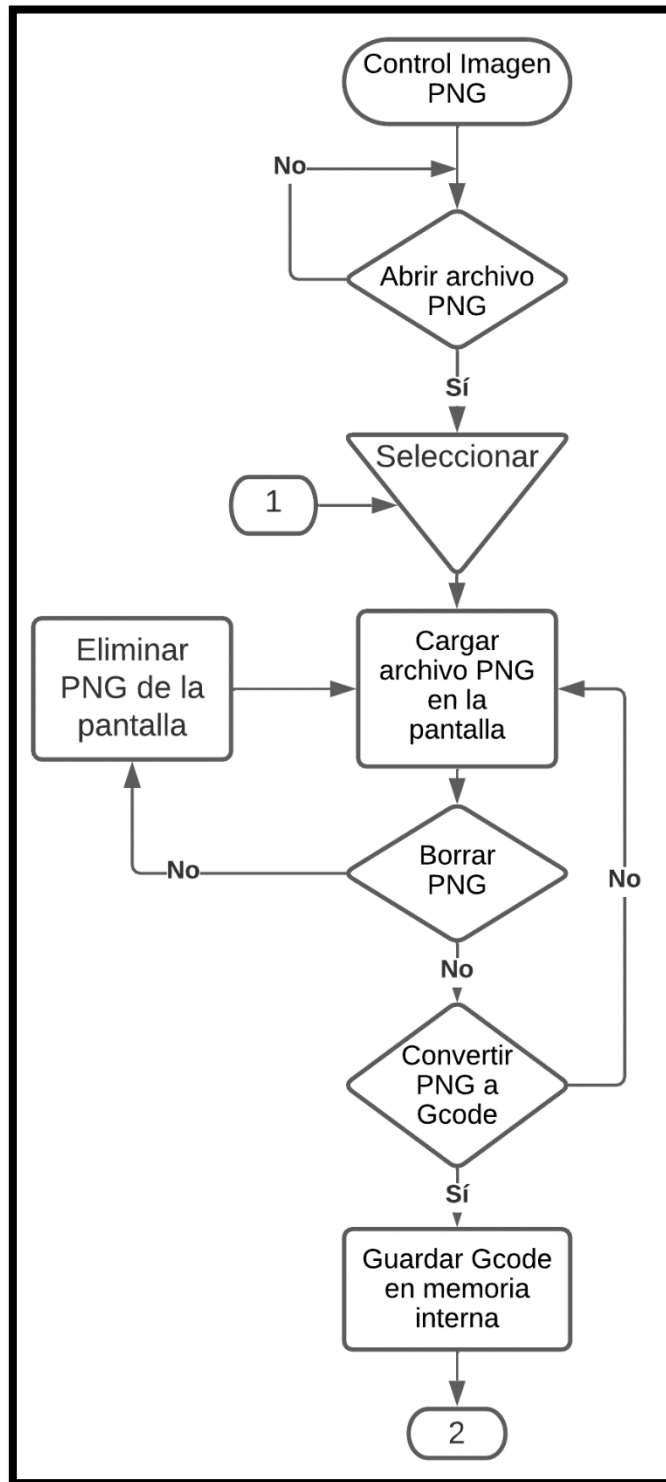 Control Imagen
PNG
No
Abrir archivo
PNG
Sí
Seleccionar
1
Eliminar
PNG de la
pantalla
Cargar
archivo PNG
en la
pantalla
Borrar
PNG
No
No
No
Convertir
PNG a
Gcode
Sí
Guardar Gcode
en memoria
interna
2